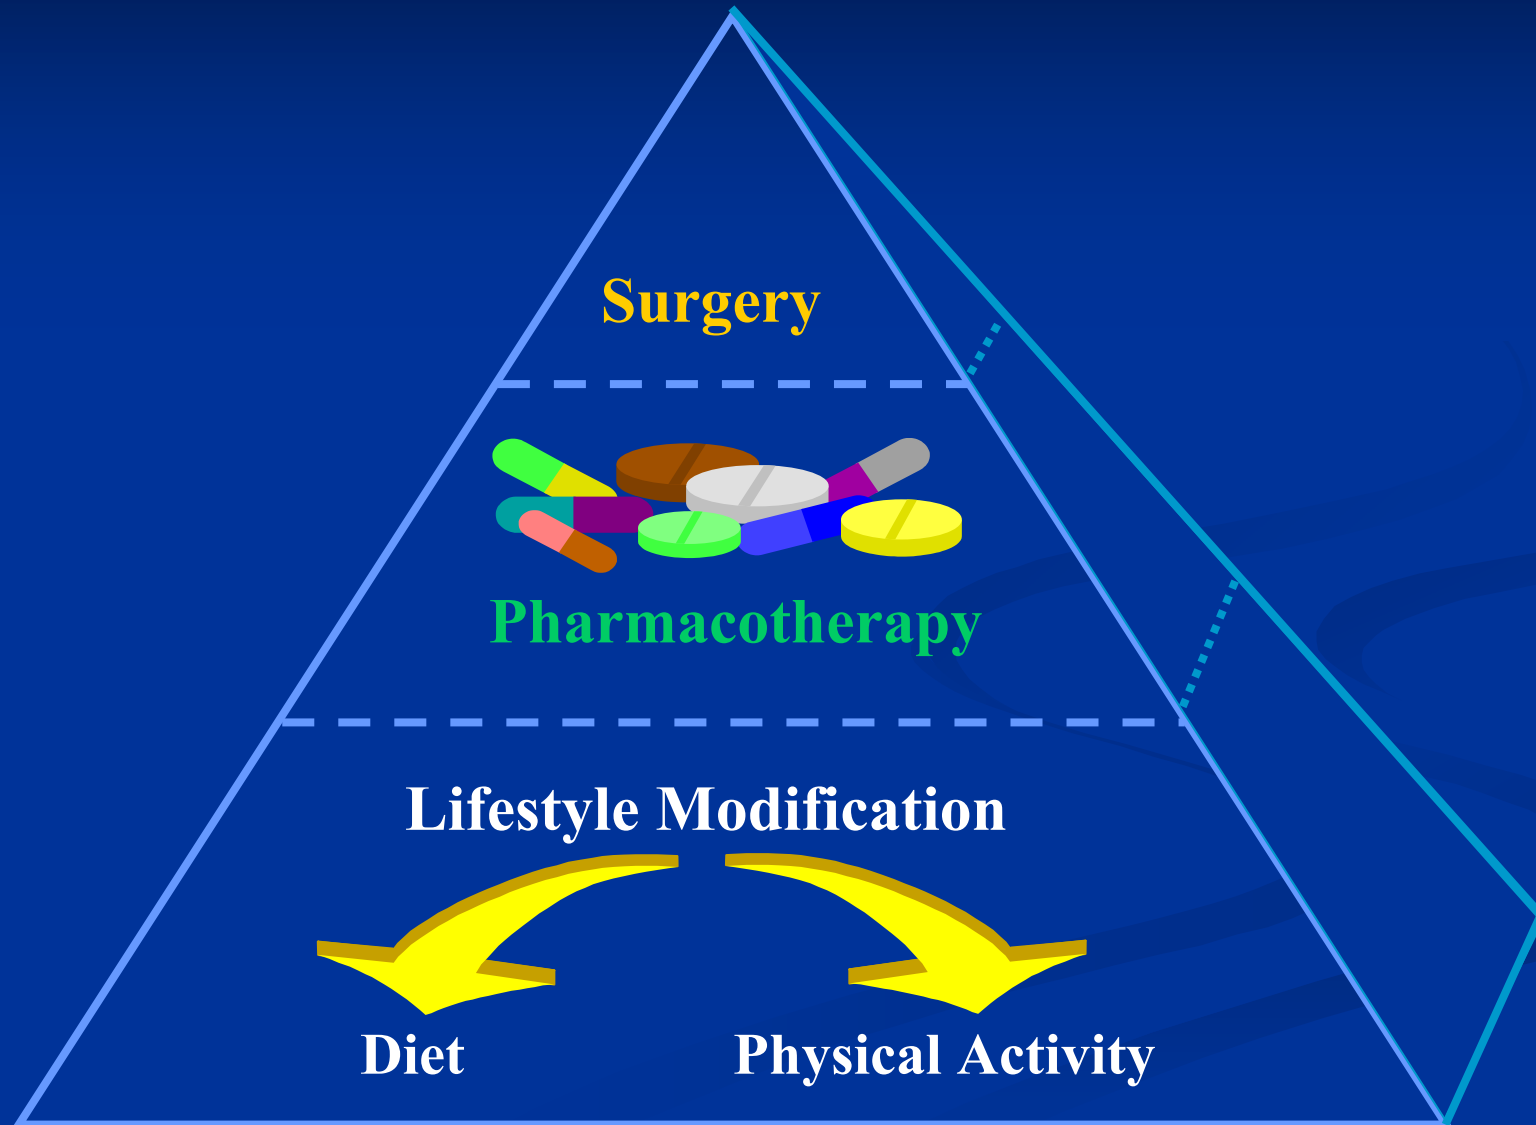 Surgery
Pharmacotherapy
Lifestyle Modification
Diet
Physical Activity